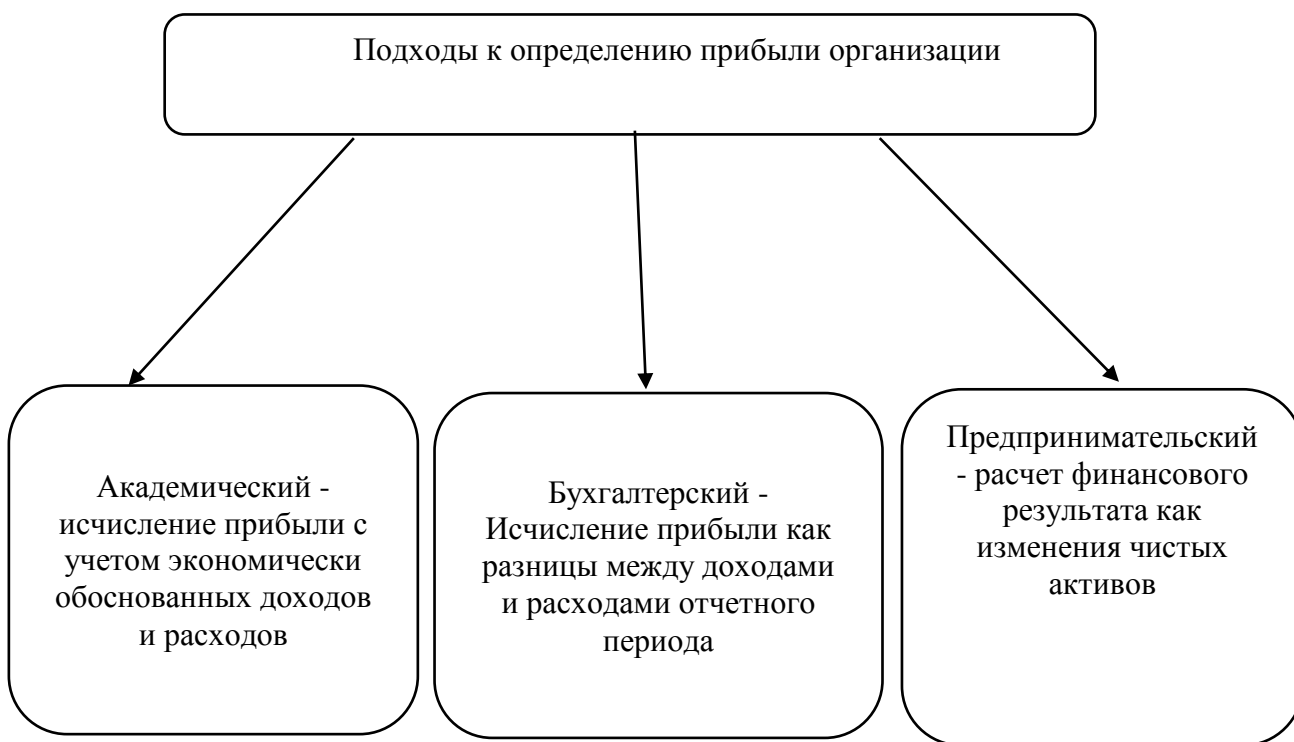 Подходы к определению прибыли организации
Академический -
исчисление прибыли с
учетом экономически
обоснованных доходов
и расходов
Бухгалтерский -
Исчисление прибыли как
разницы между доходами
и расходами отчетного
периода
Предпринимательский
- расчет финансового
результата как
изменения чистых
активов